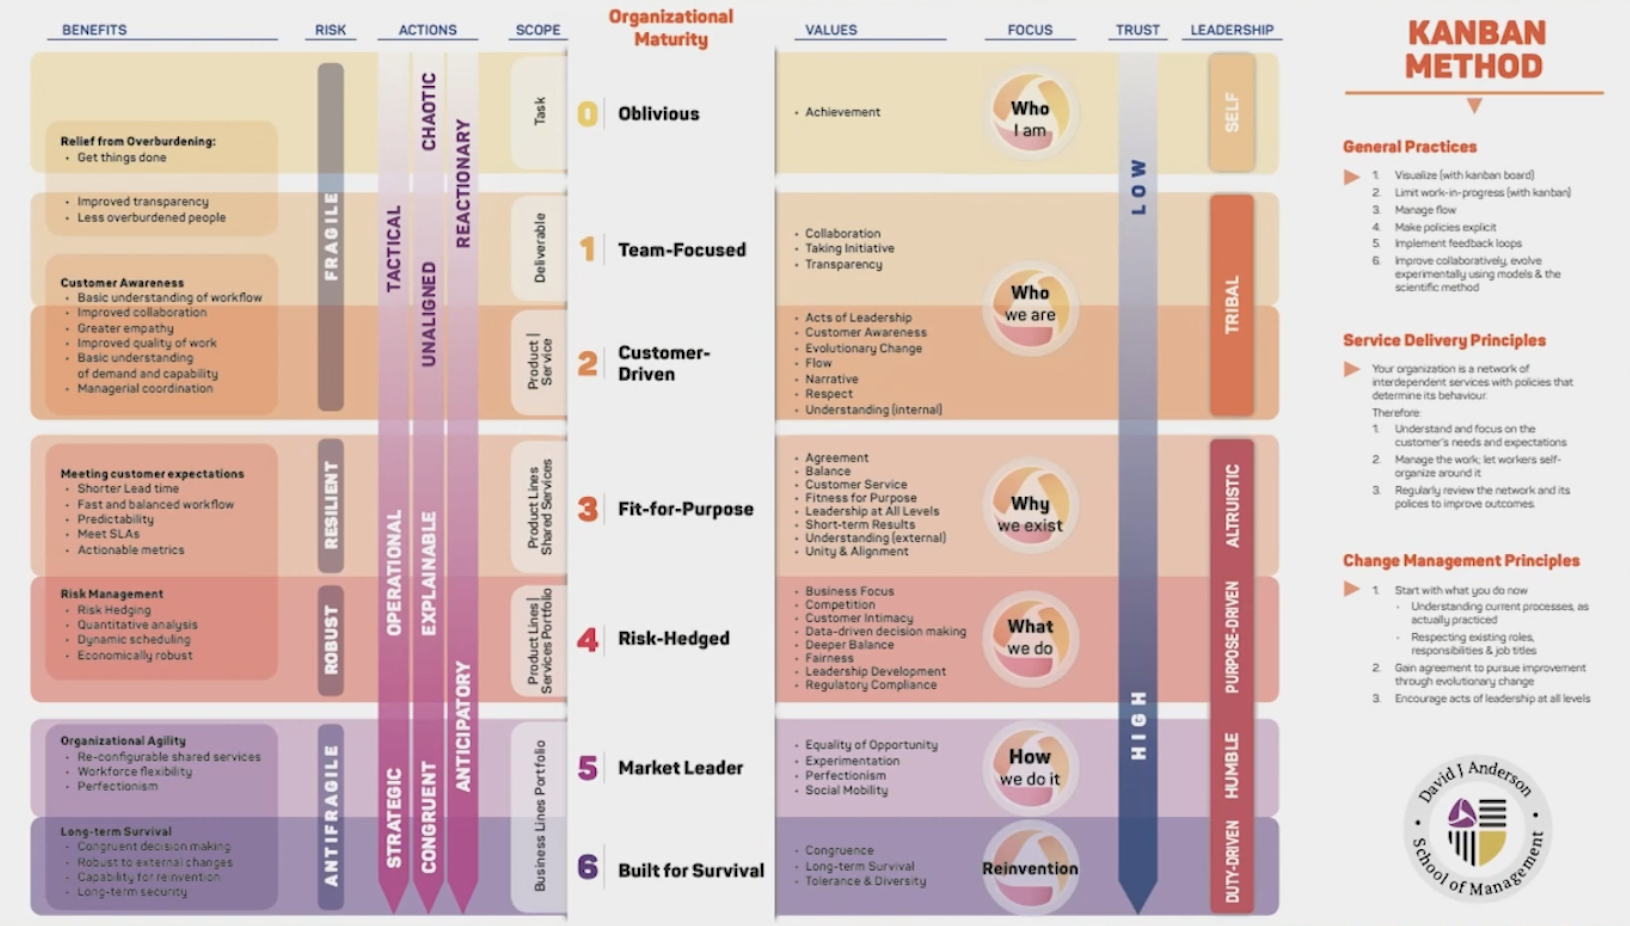 BENEFITS
RISK
ACTIONS
SCOPE
Organizational
Maturity
VALUES
FOCUS
TRUST
LEADERSHIP
Relief from Overburdening:
• Get things done
• Improved transparency
• Less overburdened people
Customer Awareness
• Basic understanding of workflow
• Improved collaboration
• Greater empathy
• Improved quality of work
• Basic understanding
of demand and capability
• Managerial coordination
Meeting customer expectations
• Shorter Lead time
• Fast and balanced workflow
• Predictability
• Meet SLAs
• Actionable metrics
Risk Management
• Risk Hedging
• Quantitative analysis
• Dynamic scheduling
• Economically robust
Organizational Agility
• Re-configurable shared services
• Workforce flexibility
• Perfectionism
Long-term Survival
• Congruent decision making
• Robust to external changes
• Capability for reinvention
• Long-term security
FRAGILE
RESILIENT
ROBUST
ANTIFRAGILE
TACTICAL
OPERATIONAL
STRATEGIC
CHAOTIC
UNALIGNED
EXPLAINABLE
CONGRUENT
REACTIONARY
ANTICIPATORY
Task
Deliverable
Product |
Service
Product Lines
Shared Services
Product Lines|
Services Portfolio
Business Lines Portfolio
0 Oblivious
1 Team-Focused
2 Customer-
Driven
3 Fit-for-Purpose
4 Risk-Hedged
5 Market Leader
6 Built for Survival
• Achievement
• Collaboration
• Taking Initiative
• Transparency
• Acts of Leadership
• Customer Awareness
• Evolutionary Change
• Flow
• Narrative
• Respect
• Understanding (internal)
• Agreement
• Balance
• Customer Service
• Fitness for Purpose
• Leadership at All Levels
• Short-term Results
• Understanding (external)
• Unity & Alignment
• Business Focus
• Competition
• Customer Intimacy
• Data-driven decision making
• Deeper Balance
• Fairness
• Leadership Development
• Regulatory Compliance
• Equality of Opportunity
• Experimentation
• Perfectionism
• Social Mobility
• Congruence
• Long-term Survival
• Tolerance & Diversity
Who
I am
Who
we are
Why
we exist
What
we do
How
we do it
Reinvention
LOW
HIGH
SELF
TRIBAL
ALTRUISTIC
PURPOSE-DRIVEN
HUMBLE
DUTY-DRIVEN
KANBAN
METHOD
General Practices
1. Visualize (with kanban board)
2. Limit work-in-progress (with kanban)
3. Manage flow
4. Make policies explicit
5. Implement feedback loops
6. Improve collaboratively, evolve
experimentally using models & the
scientific method
Service Delivery Principles
Your organization is a network of
interdependent services with policies that
determine its behaviour.
Therefore:
1. Understand and focus on the
customer's needs and expectations
2. Manage the work; let workers self-
organize around it
3. Regularly review the network and its
polices to improve outcomes.
Change Management Principles
1. Start with what you do now
• Understanding current processes, as
actually practiced
• Respecting existing roles,
responsibilities & job titles
2. Gain agreement to pursue improvement
through evolutionary change
3. Encourage acts of leadership at all levels
David J Anderson
• School of Management •